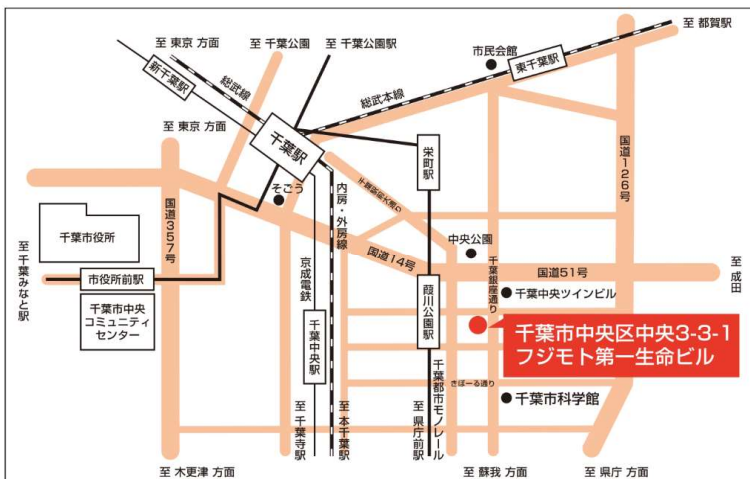 至 東京 方面
至 千葉公園
至 千葉公園駅
至 都賀駅
市民会館
東千葉駅
新千葉駅
総武線
総武本線
至 東京 方面
千葉駅
栄町駅
国道126号
そごう
国道357号
内房・外房線
千葉市役所
中央公園
国道14号
至 千葉みなと駅
市役所前駅
京成電鉄
葭川公園駅
千葉銀座通り
国道51号
至 成田
千葉中央ツインビル
千葉市中央
コミュニティ
センター
千葉中央駅
千葉市中央区中央3-3-1
フジモト第一生命ビル
きぼーる通り
千葉都市モノレール
千葉市科学館
至 千葉寺駅
至 本千葉駅
至 県庁前駅
至 木更津 方面
至 蘇我 方面
至 県庁 方面